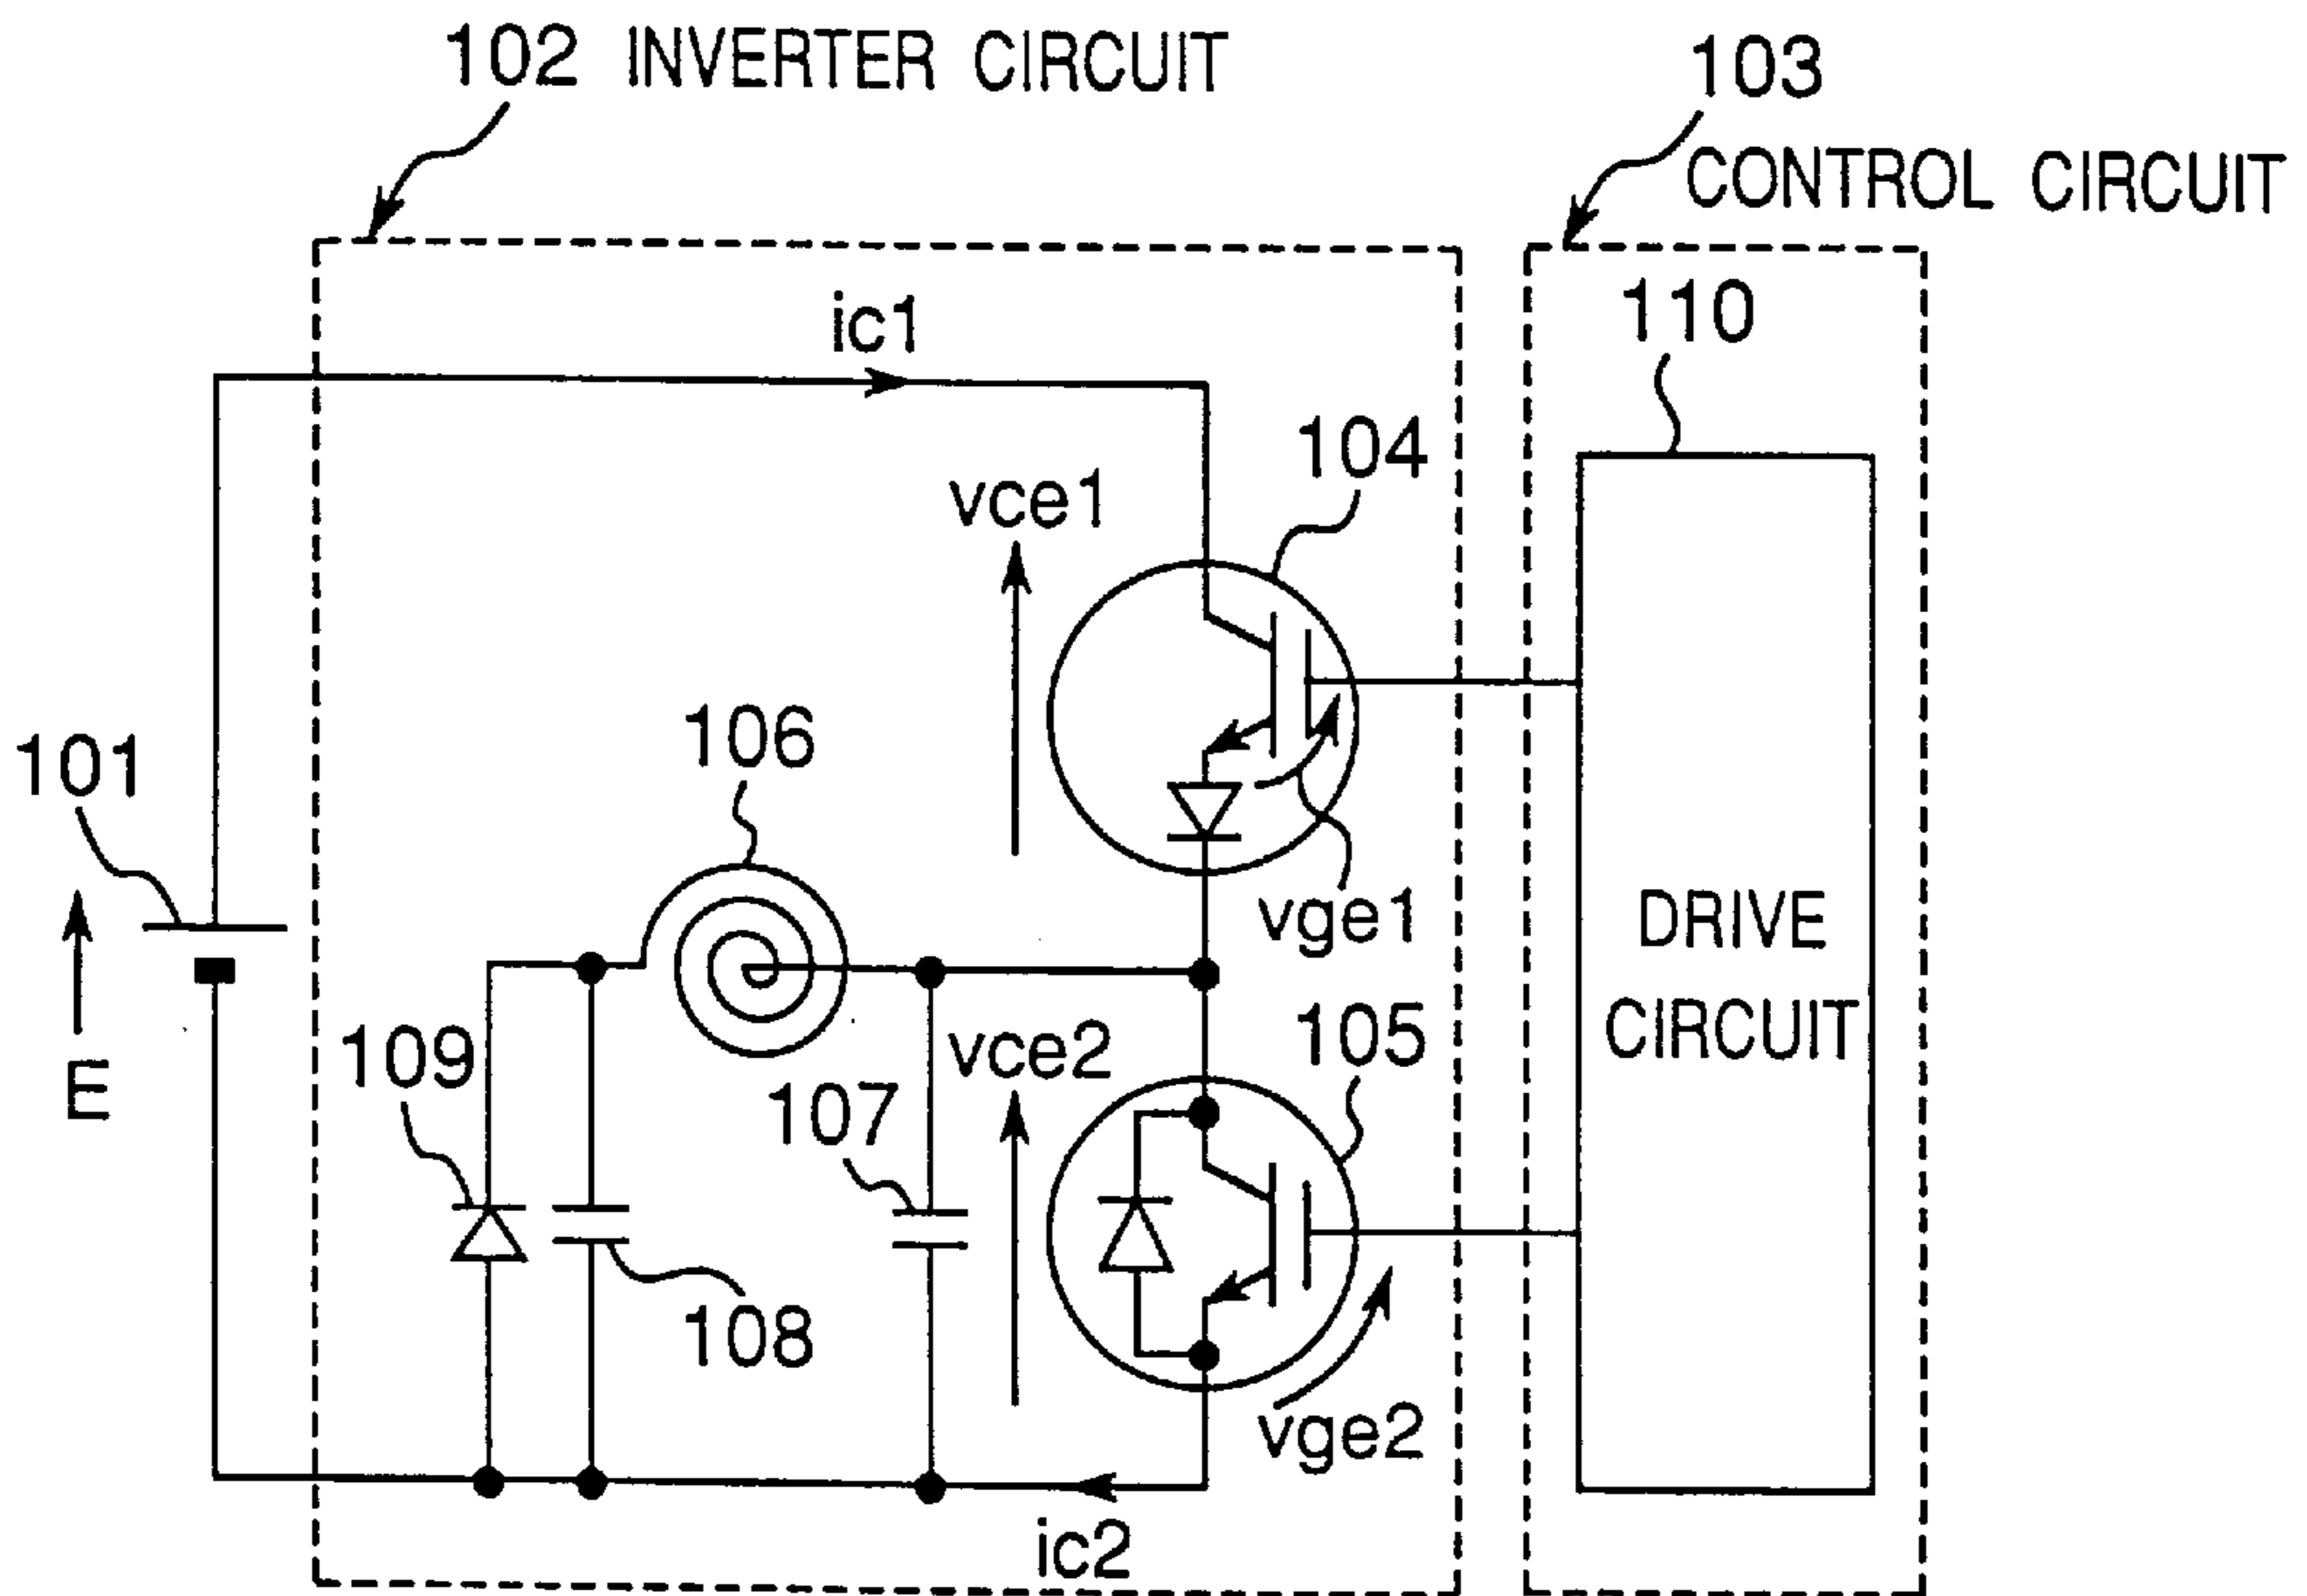 102 INVERTER CIRCUIT
103
CONTROL CIRCUIT
110
ic1
104
vce1
106
101
vge1
DRIVE
CIRCUIT
105
vce2
109
107
E
108
vge2
ic2